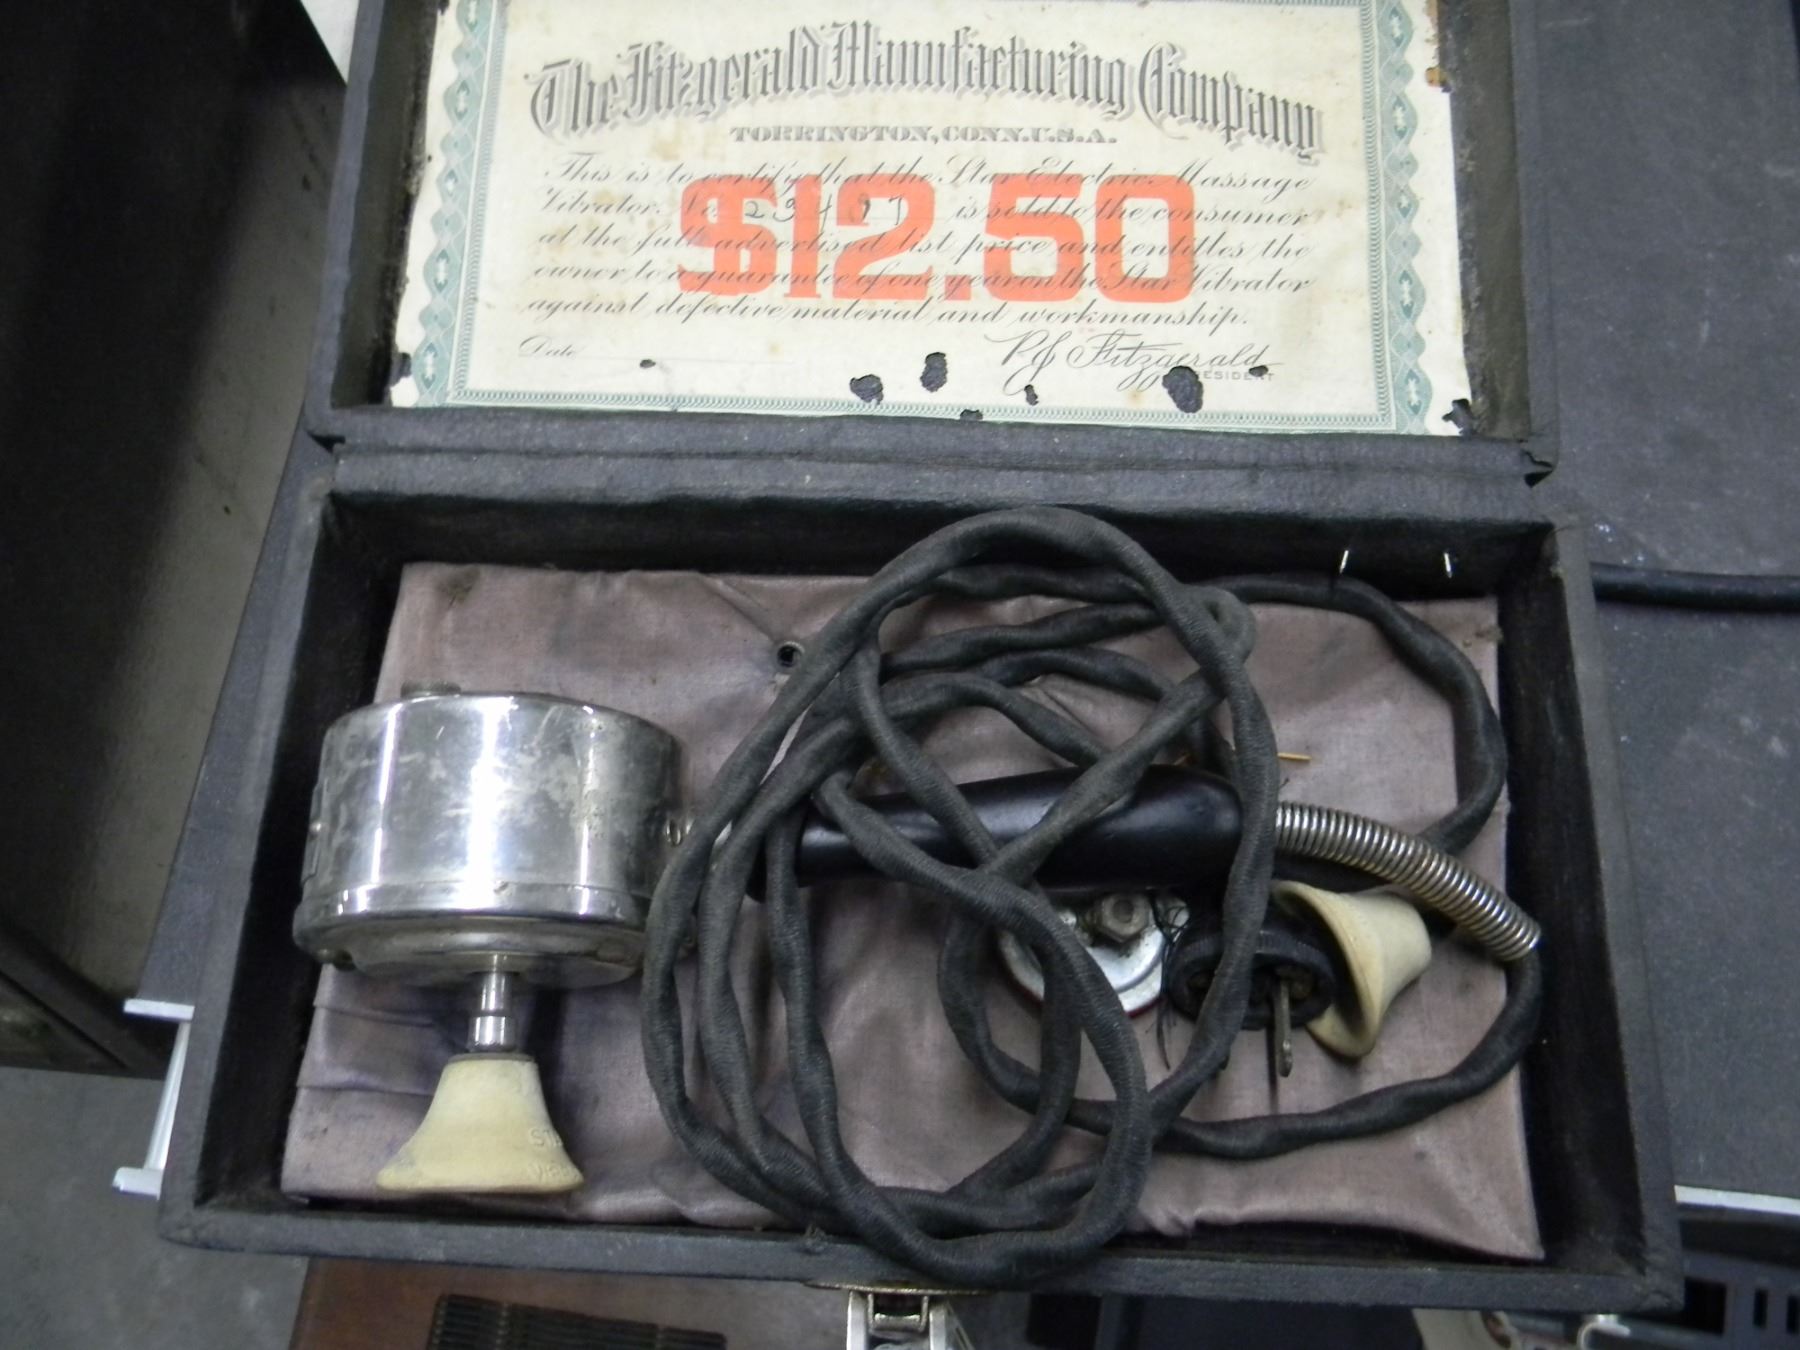 The Fitzgerald Manufacturing Company
TORRINGTON, CONN. U.S.A.
This is to certify that the Star Electric Massage
Vibrator. No. 23477 is sold to the consumer
at the full advertised list price and entitles the
owner to a guarantee of one year on the Star Vibrator
against defective material and workmanship.
$12.50
Date
P J Fitzgerald